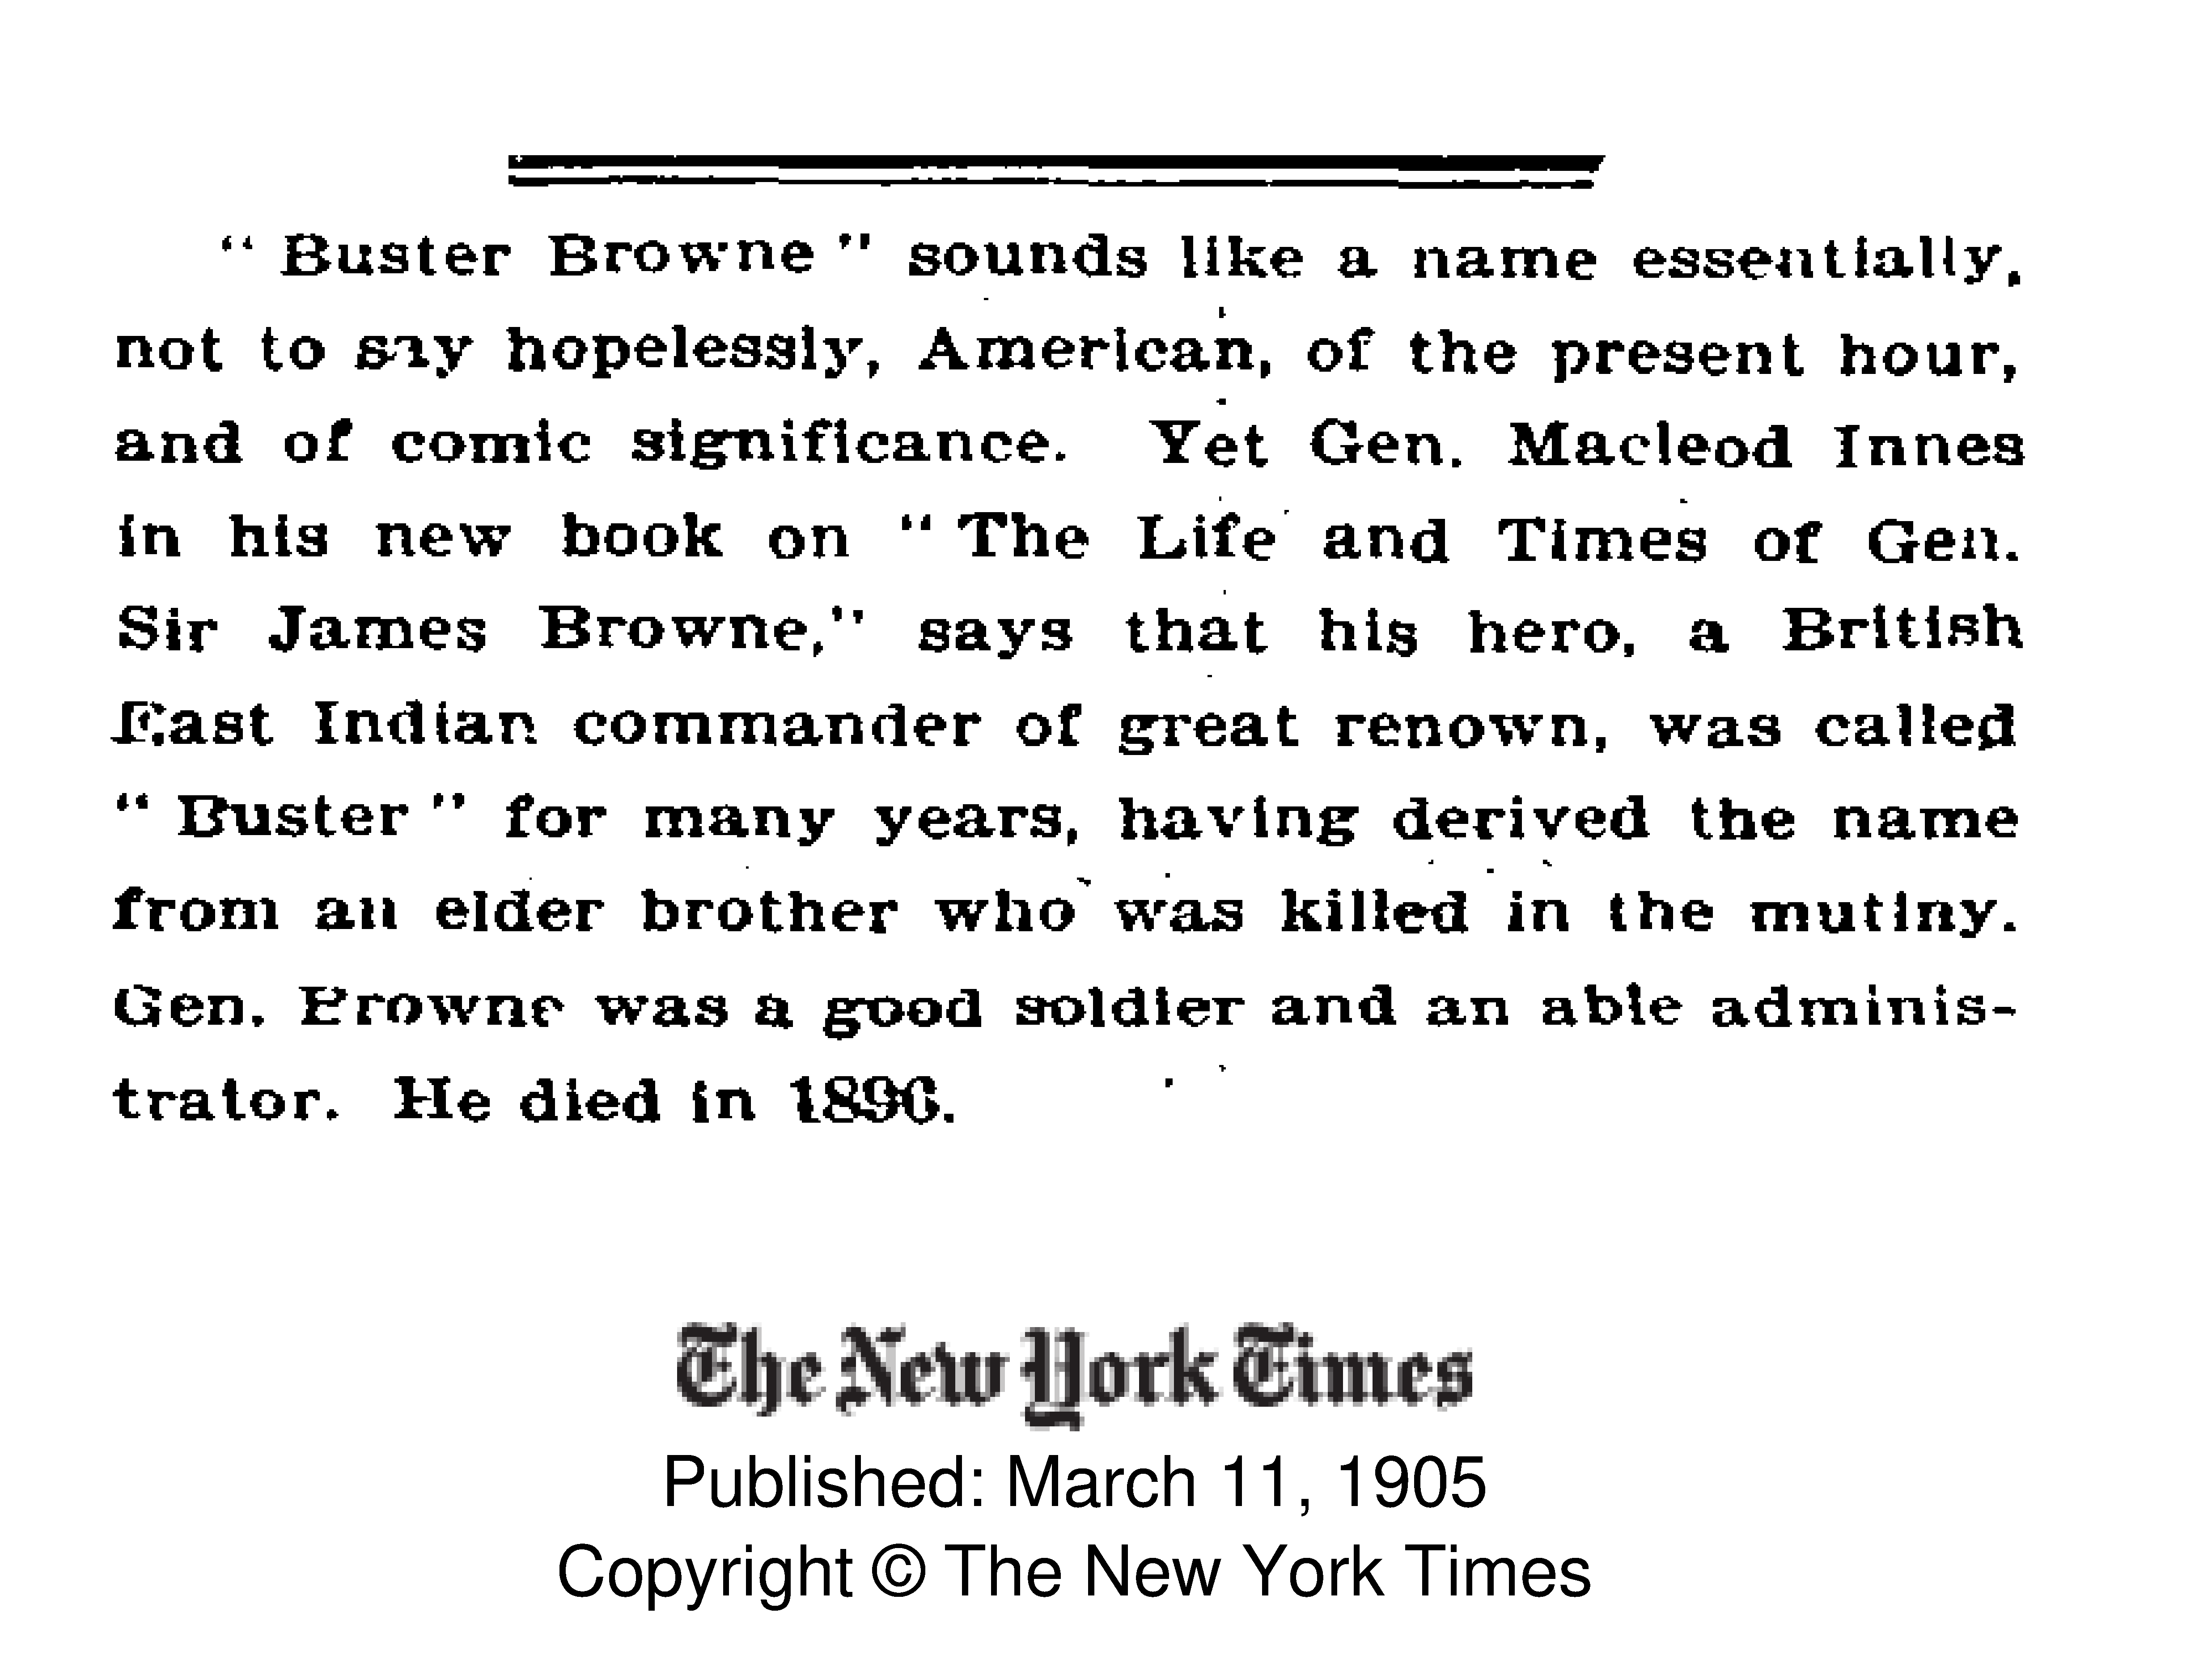 " Buster Browne " sounds like a name essentially,
not to say hopelessly, American, of the present hour,
and of comic significance. Yet Gen. Macleod Innes
in his new book on " The Life and Times of Gen.
Sir James Browne," says that his hero, a British
East Indian commander of great renown, was called
" Buster " for many years, having derived the name
from an elder brother who was killed in the mutiny.
Gen. Browne was a good soldier and an able adminis-
trator. He died in 1896.
The New York Times
Published: March 11, 1905
Copyright © The New York Times